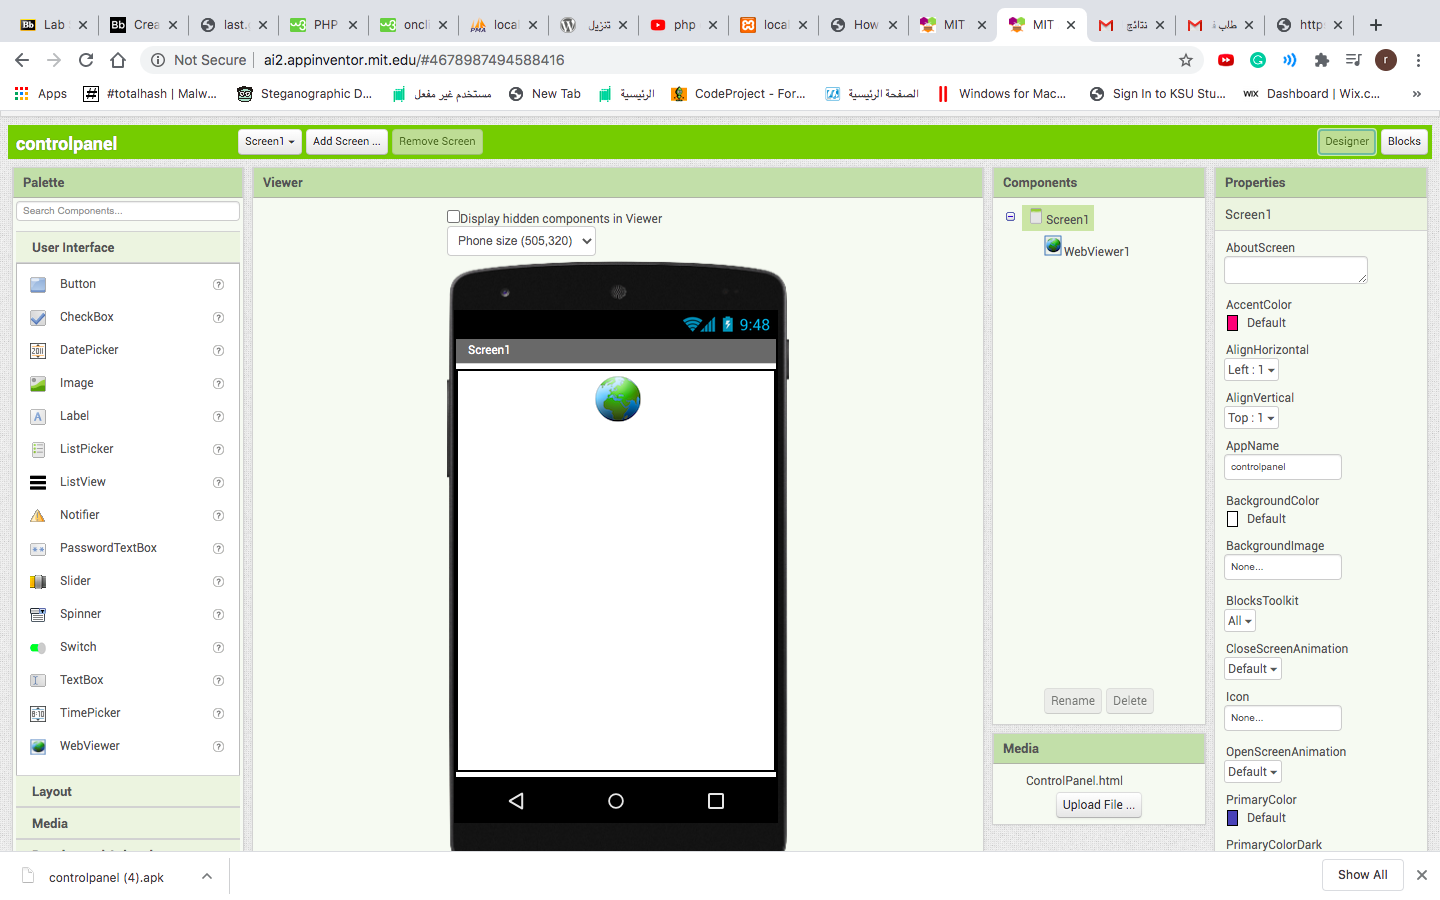 Lab
Crea
last.
PHP
oncli
local
تنزيل
php
local
How
MIT
MIT
نتائج
طلب ة
http
Not Secure
ai2.appinventor.mit.edu/#4678987494588416
r
Apps
#totalhash | Malw...
Steganographic D...
مستخدم غير مفعل
New Tab
الرئيسية
CodeProject - For...
الصفحة الرئيسية
Windows for Mac...
Sign In to KSU Stu...
WIX
Dashboard | Wix.c...
»
controlpanel
Screen1
Add Screen ...
Remove Screen
Designer
Blocks
Palette
Search Components...
User Interface
Button
CheckBox
DatePicker
Image
Label
ListPicker
ListView
Notifier
PasswordTextBox
Slider
Spinner
Switch
TextBox
TimePicker
WebViewer
Layout
Media
Viewer
Display hidden components in Viewer
Phone size (505,320)
9:48
Screen1
Components
Screen1
WebViewer1
Rename
Delete
Media
ControlPanel.html
Upload File ...
Properties
Screen1
AboutScreen
AccentColor
Default
AlignHorizontal
Left : 1
AlignVertical
Top : 1
AppName
controlpanel
BackgroundColor
Default
BackgroundImage
None...
BlocksToolkit
All
CloseScreenAnimation
Default
Icon
None...
OpenScreenAnimation
Default
PrimaryColor
Default
PrimaryColorDark
controlpanel (4).apk
Show All